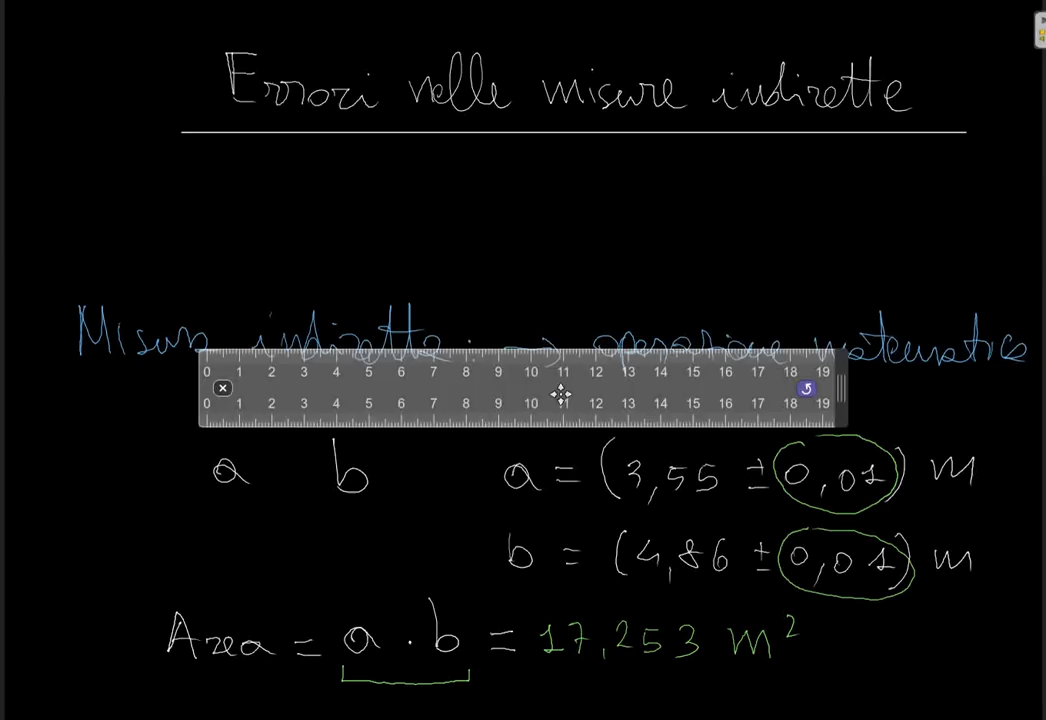 Errori nelle misure indirette
Misura indiretta: → operazione matematica
0 1 2 3 4 5 6 7 8 9 10 11 12 13 14 15 16 17 18 19
0 1 2 3 4 5 6 7 8 9 10 11 12 13 14 15 16 17 18 19
a b a = (3,55 ± 0,01) m
b = (4,86 ± 0,01) m
Area = a · b = 17,253 m²